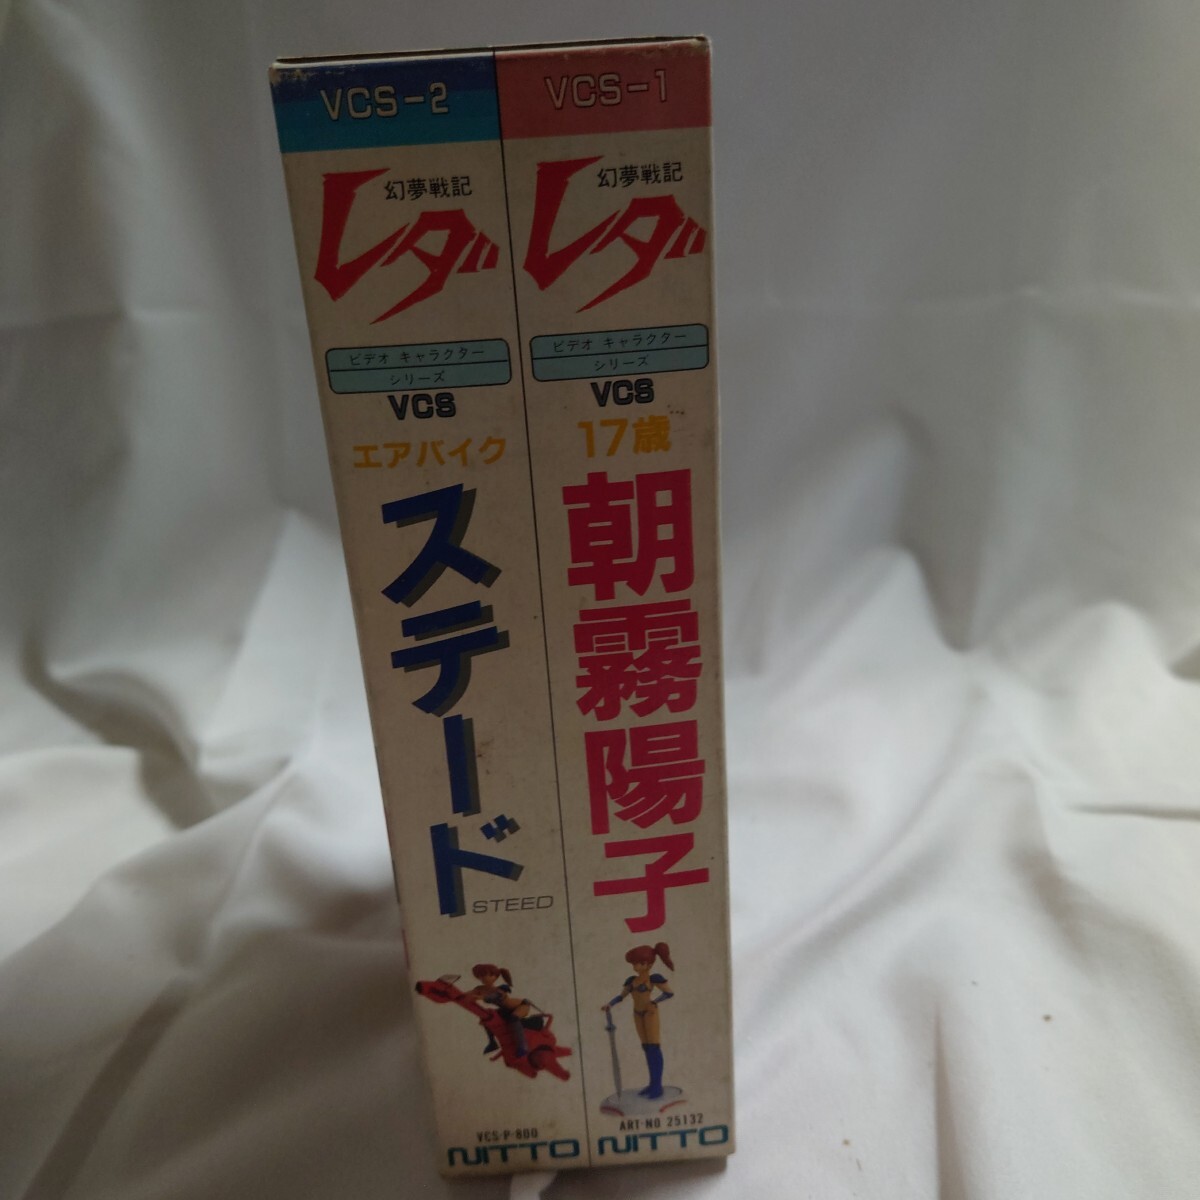 VCS-2
幻夢戦記
レダ
ビデオ キャラクター
シリーズ
VCS
エアバイク
ステード
STEED
VCS-P-800
NITTO
VCS-1
幻夢戦記
レダ
ビデオ キャラクター
シリーズ
VCS
17歳
朝霧陽子
ART-NO 25132
NITTO